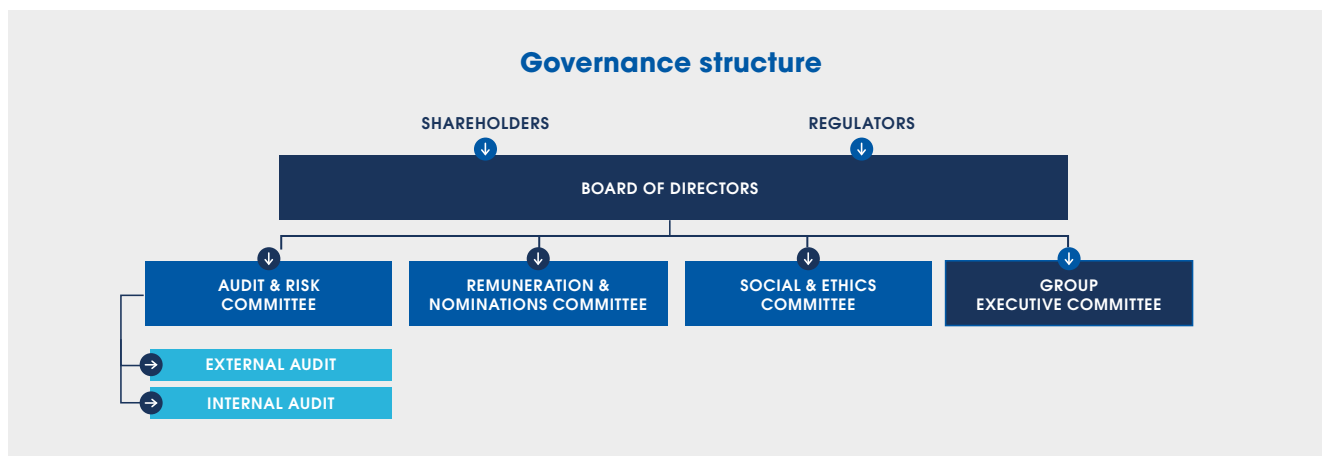 Governance structure
SHAREHOLDERS
REGULATORS
BOARD OF DIRECTORS
AUDIT & RISK
COMMITTEE
REMUNERATION &
NOMINATIONS COMMITTEE
SOCIAL & ETHICS
COMMITTEE
GROUP
EXECUTIVE COMMITTEE
EXTERNAL AUDIT
INTERNAL AUDIT